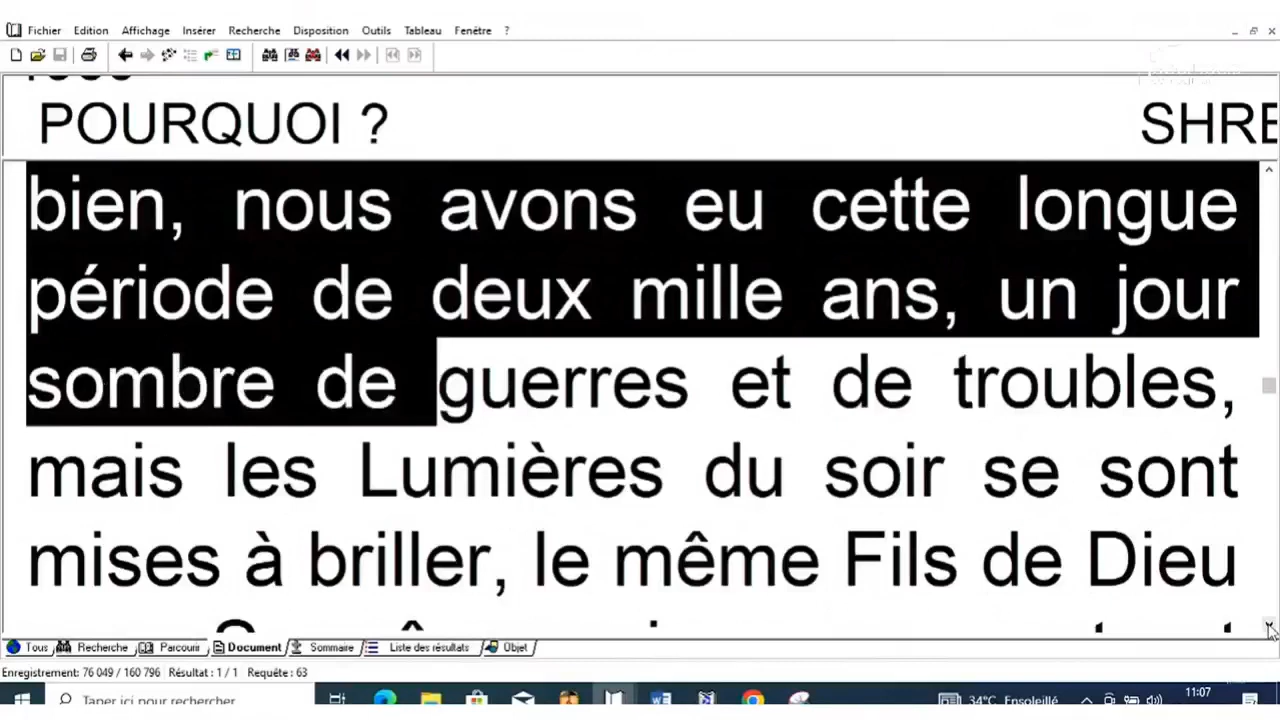 Fichier Edition Affichage Insérer Recherche Disposition Outils Tableau Fenêtre ?
POURQUOI ? SHRE
bien, nous avons eu cette longue
période de deux mille ans, un jour
sombre de guerres et de troubles,
mais les Lumières du soir se sont
mises à briller, le même Fils de Dieu
Tous Recherche Parcourir Document Sommaire Liste des résultats Objet
Enregistrement: 76 049 / 160 796 Résultat : 1 / 1 Requête : 63
Taper ici pour rechercher 34°C Ensoleillé 11:07